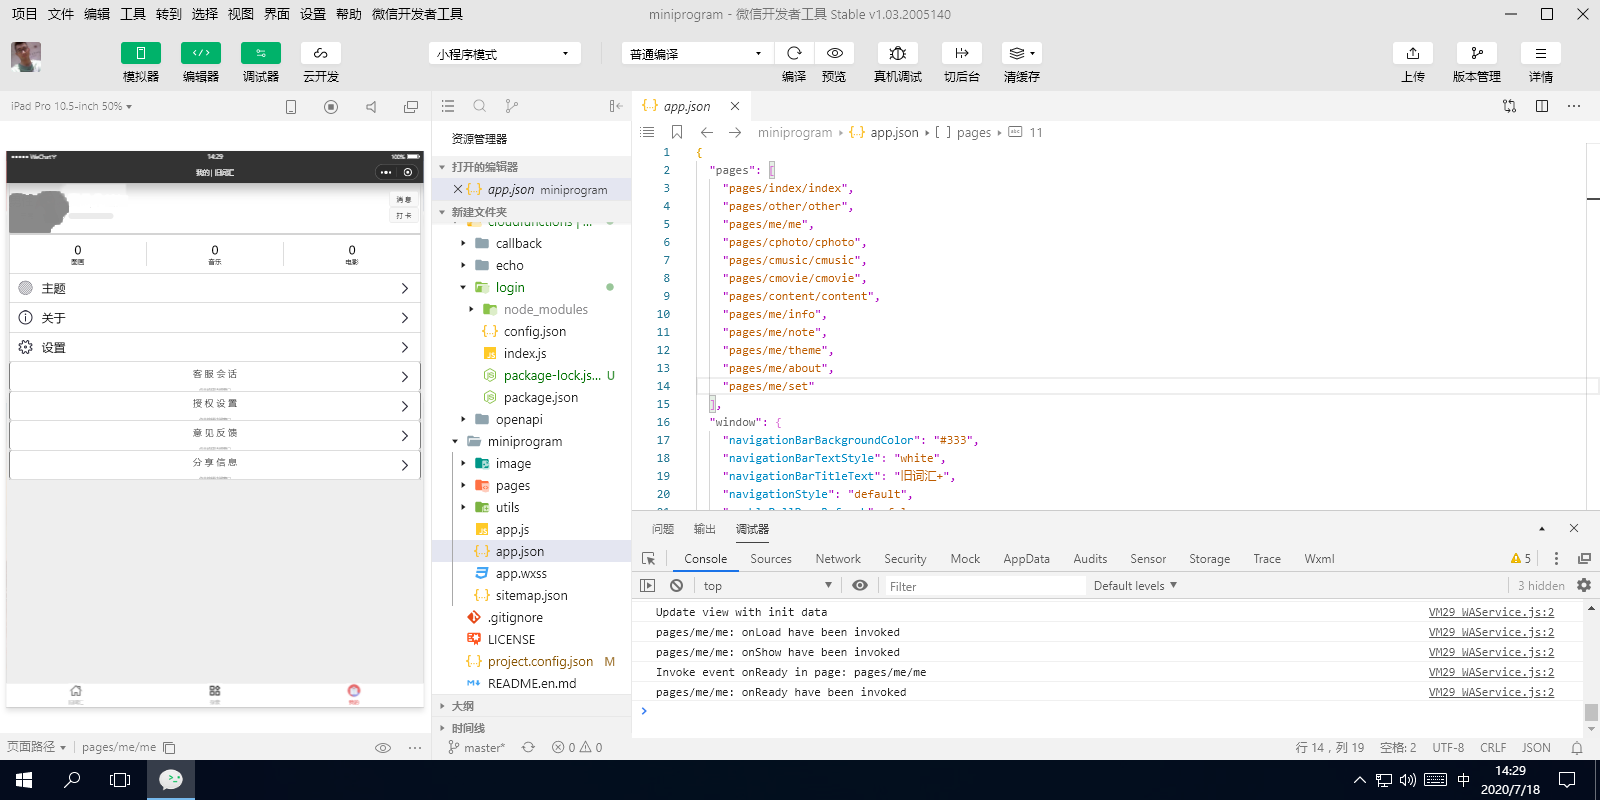 项目 文件 编辑 工具 转到 选择 视图 界面 设置 帮助 微信开发者工具
miniprogram - 微信开发者工具 Stable v1.03.2005140
模拟器 编辑器 调试器 云开发
小程序模式
普通编译
编译 预览 真机调试 切后台 清缓存
上传 版本管理 详情
iPad Pro 10.5-inch 50%
WeChat
14:29
100%
我的 | 旧词汇
消息
打卡
0 0 0
音乐 电影
主题
关于
设置
客服会话
授权设置
意见反馈
分享信息
页面路径
pages/me/me
资源管理器
打开的编辑器
app.json miniprogram
新建文件夹
cloudfunctions | ...
callback
echo
login
node_modules
config.json
index.js
package-lock.js... U
package.json
openapi
miniprogram
image
pages
utils
app.js
app.json
app.wxss
sitemap.json
.gitignore
LICENSE
project.config.json M
README.en.md
大纲
时间线
master* 0 0
app.json
miniprogram app.json [ ] pages abc 11
1 {
2 "pages": [
3 "pages/index/index",
4 "pages/other/other",
5 "pages/me/me",
6 "pages/cphoto/cphoto",
7 "pages/cmusic/cmusic",
8 "pages/cmovie/cmovie",
9 "pages/content/content",
10 "pages/me/info",
11 "pages/me/note",
12 "pages/me/theme",
13 "pages/me/about",
14 "pages/me/set"
15 ],
16 "window": {
17 "navigationBarBackgroundColor": "#333",
18 "navigationBarTextStyle": "white",
19 "navigationBarTitleText": "旧词汇+",
20 "navigationStyle": "default",
问题 输出 调试器
Console Sources Network Security Mock AppData Audits Sensor Storage Trace Wxml
5
top
Filter
Default levels
3 hidden
Update view with init data VM29 WAService.js:2
pages/me/me: onLoad have been invoked VM29 WAService.js:2
pages/me/me: onShow have been invoked VM29 WAService.js:2
Invoke event onReady in page: pages/me/me VM29 WAService.js:2
pages/me/me: onReady have been invoked VM29 WAService.js:2
行 14，列 19 空格: 2 UTF-8 CRLF JSON
中
14:29
2020/7/18